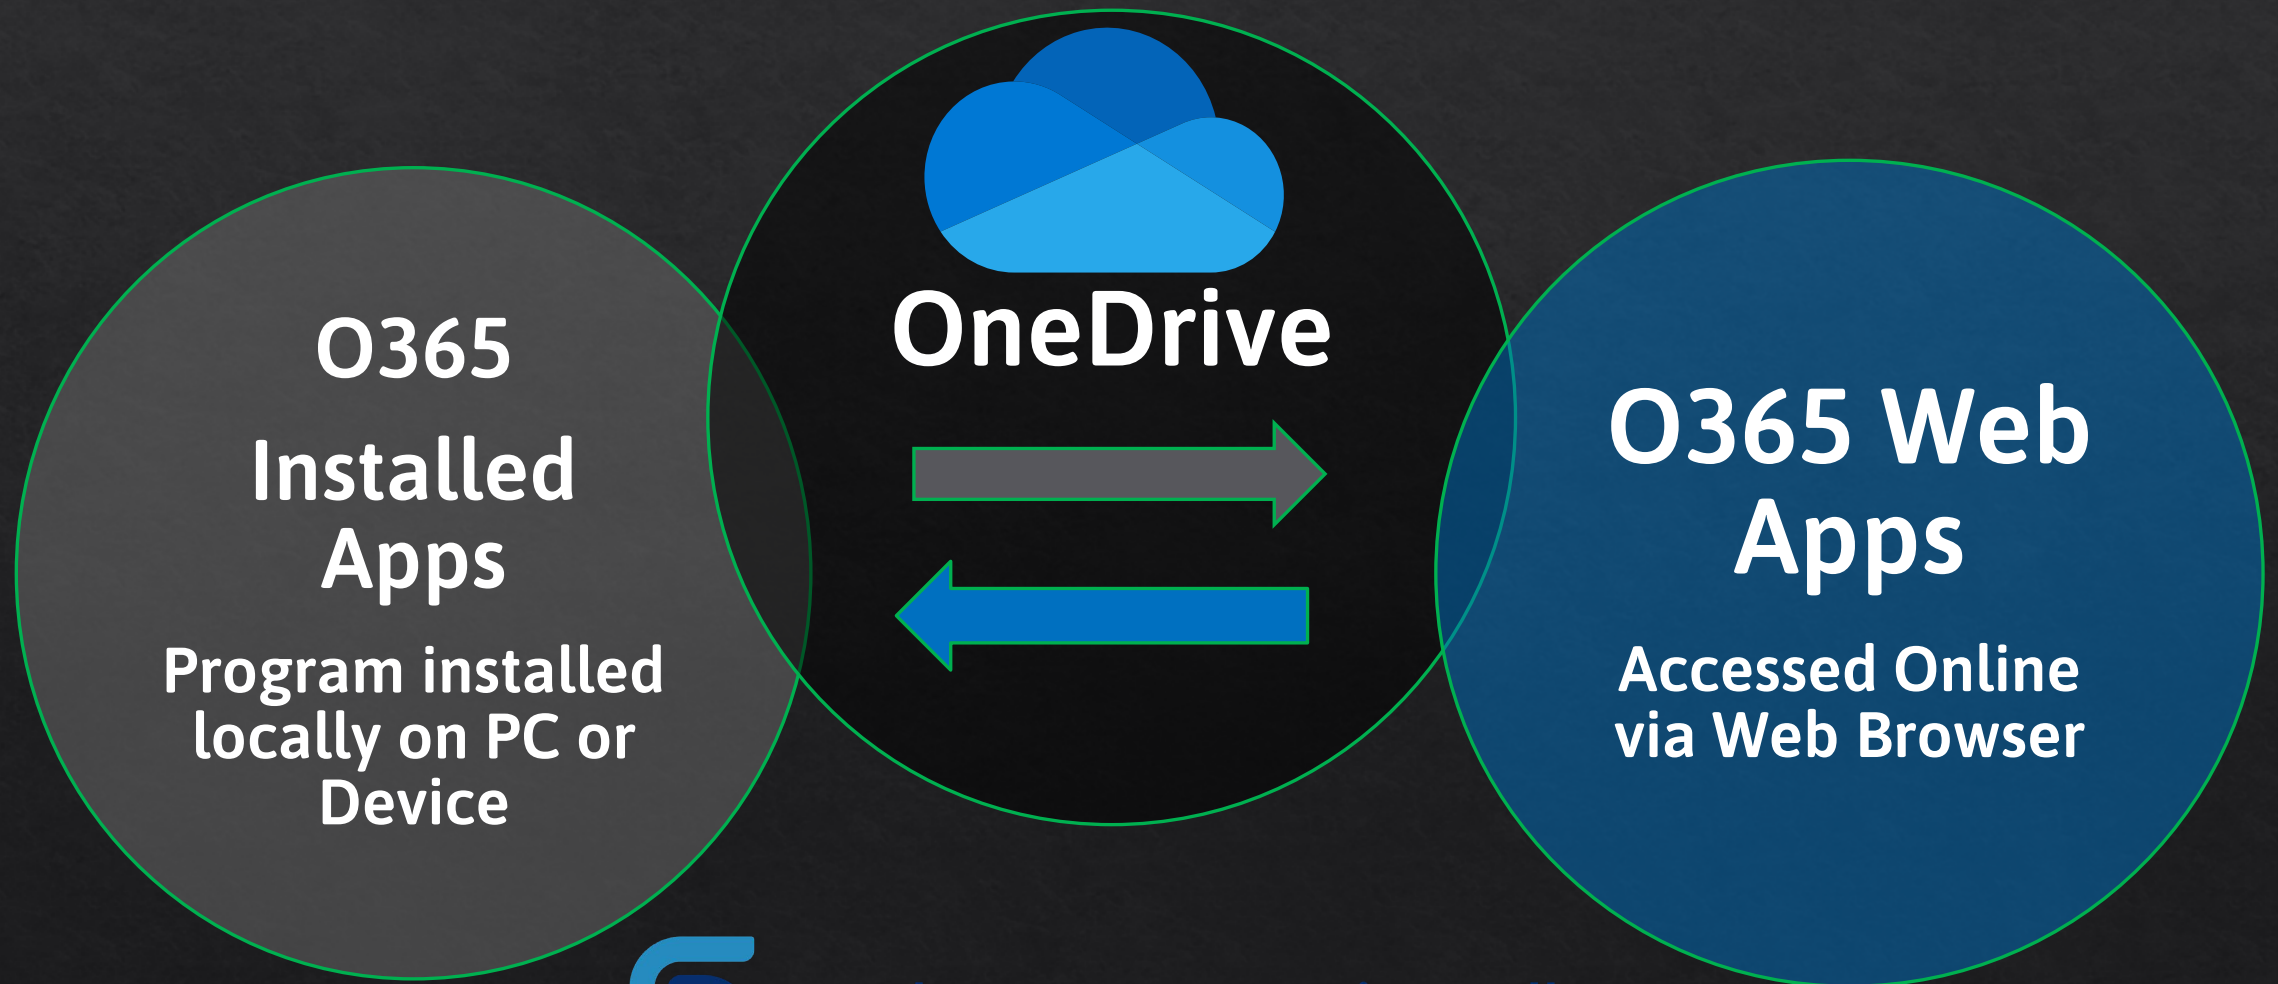 O365
Installed
Apps
Program installed
locally on PC or
Device
OneDrive
O365 Web
Apps
Accessed Online
via Web Browser